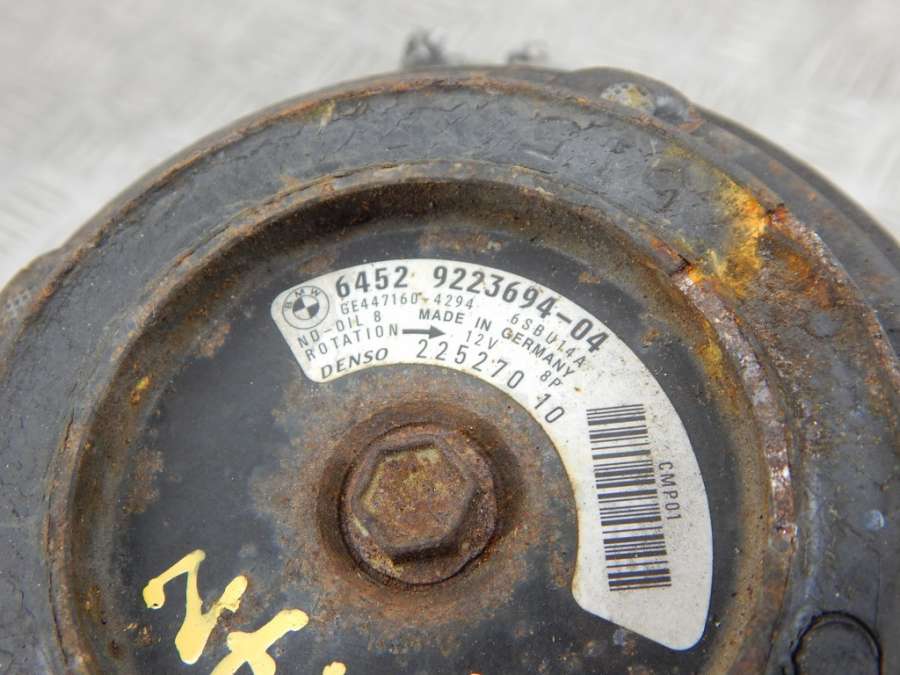 BMW
6452 9223694-04
GE447160-4294 6SBU14A
ND-OIL 8 MADE IN GERMANY
ROTATION → 12V 8P
DENSO 225270 10
CMP01